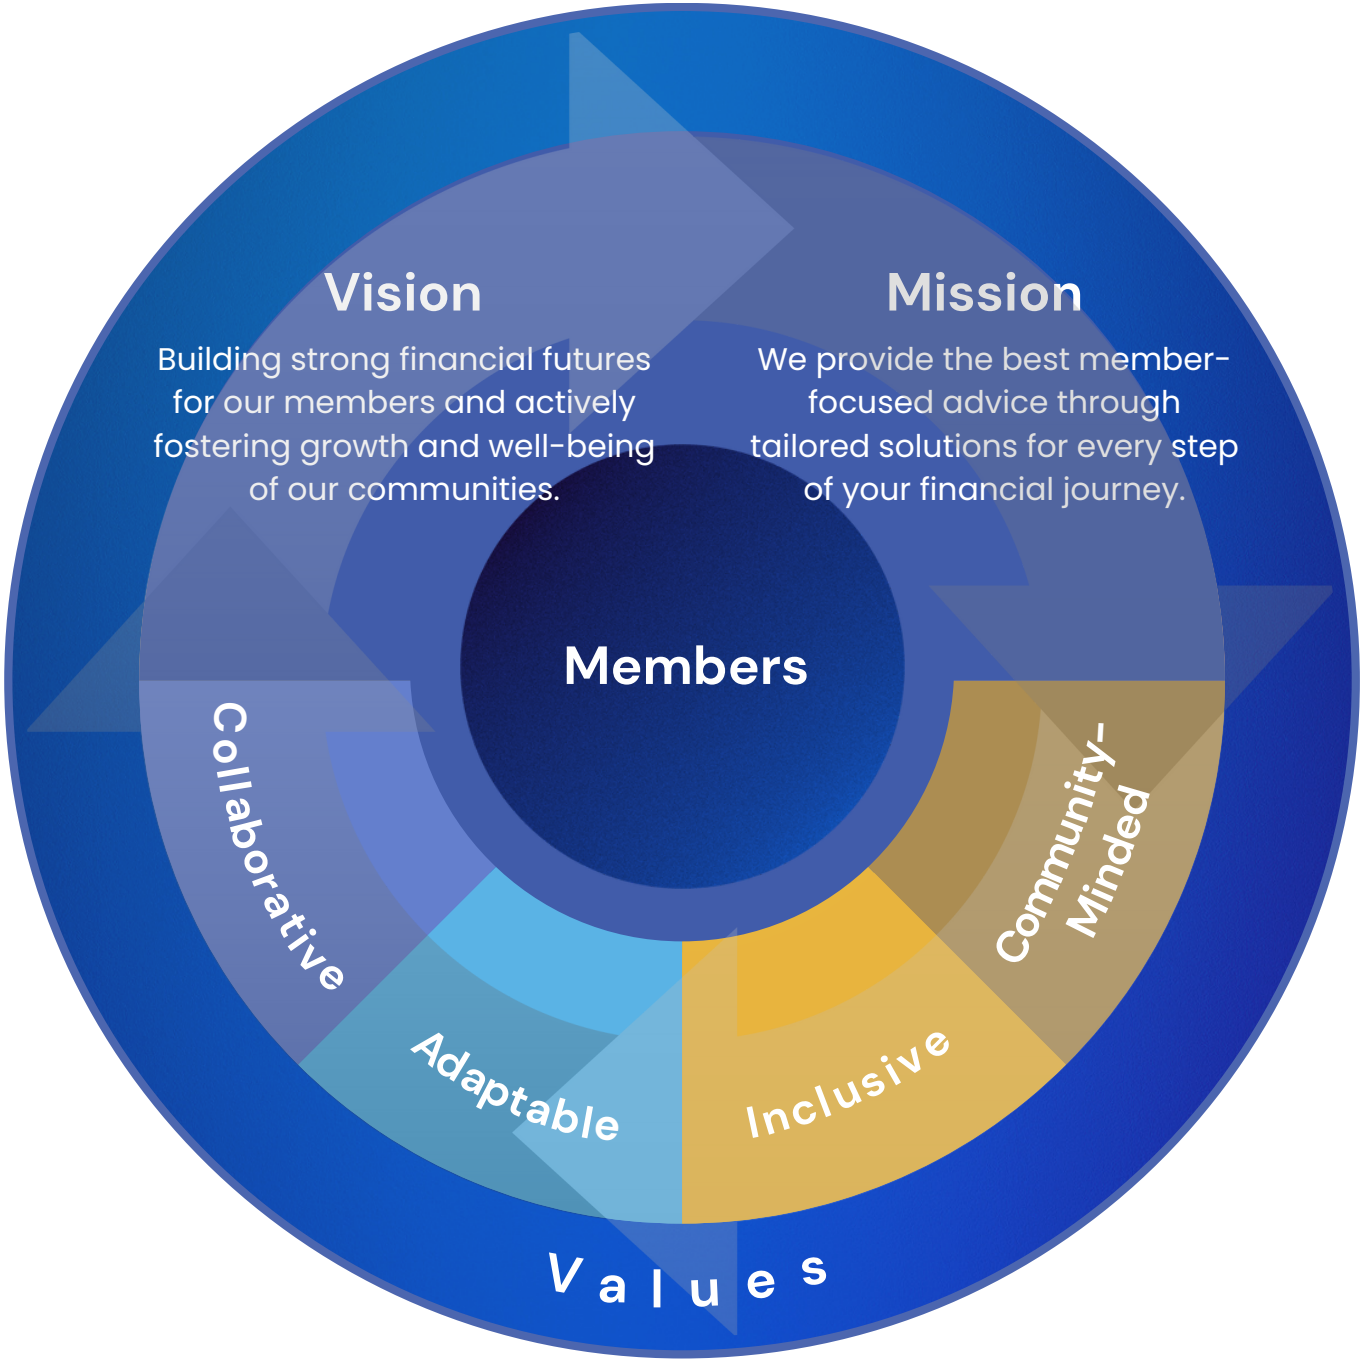 Vision
Building strong financial futures
for our members and actively
fostering growth and well-being
of our communities.
Mission
We provide the best member-
focused advice through
tailored solutions for every step
of your financial journey.
Members
Collaborative
Adaptable
Inclusive
Community-
Minded
Values